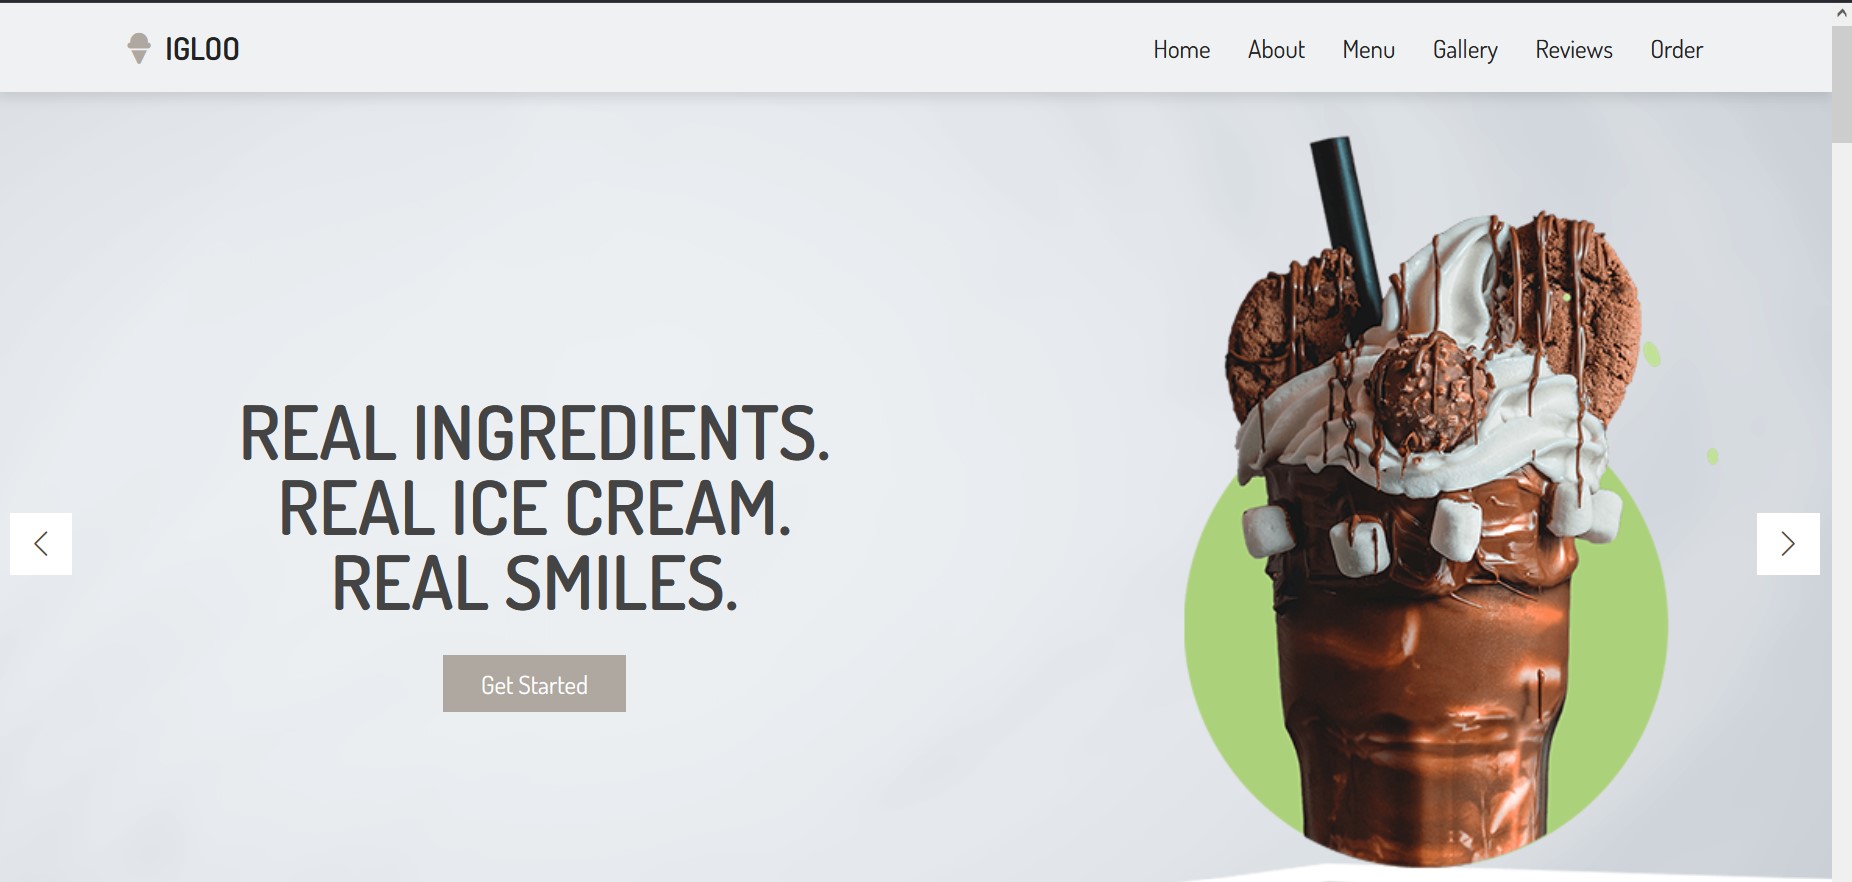 IGLOO
Home About Menu Gallery Reviews Order
REAL INGREDIENTS.
REAL ICE CREAM.
REAL SMILES.
Get Started